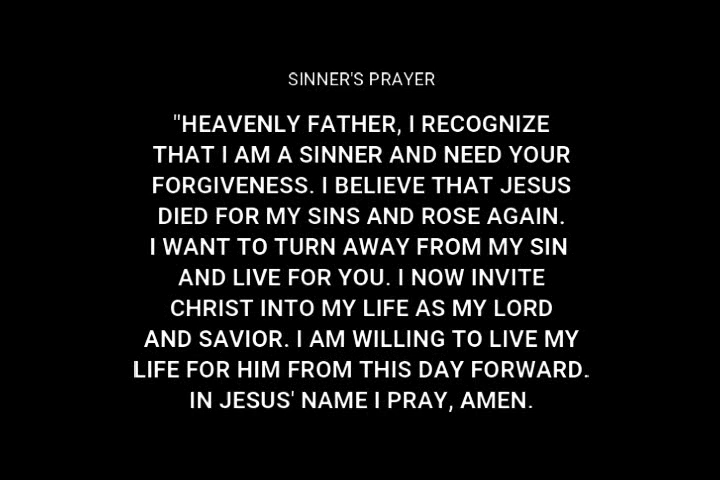 SINNER'S PRAYER
"HEAVENLY FATHER, I RECOGNIZE
THAT I AM A SINNER AND NEED YOUR
FORGIVENESS. I BELIEVE THAT JESUS
DIED FOR MY SINS AND ROSE AGAIN.
I WANT TO TURN AWAY FROM MY SIN
AND LIVE FOR YOU. I NOW INVITE
CHRIST INTO MY LIFE AS MY LORD
AND SAVIOR. I AM WILLING TO LIVE MY
LIFE FOR HIM FROM THIS DAY FORWARD.
IN JESUS' NAME I PRAY, AMEN.